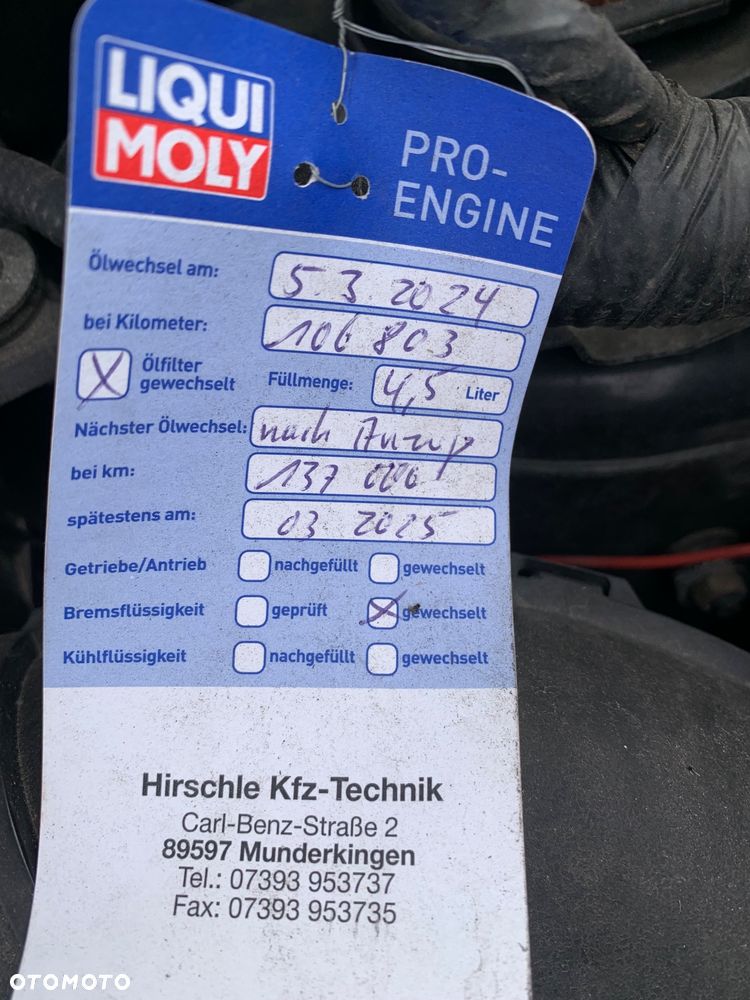 LIQUI
MOLY
PRO-
ENGINE
Ölwechsel am: 5.3.2024
bei Kilometer: 106 803
X Ölfilter
gewechselt Füllmenge: 4,5 Liter
Nächster Ölwechsel: nach Anzeige
bei km: 137 000
spätestens am: 03 2025
Getriebe/Antrieb nachgefüllt gewechselt
Bremsflüssigkeit geprüft X gewechselt
Kühlflüssigkeit nachgefüllt gewechselt
Hirschle Kfz-Technik
Carl-Benz-Straße 2
89597 Munderkingen
Tel.: 07393 953737
Fax: 07393 953735
OTOMOTO